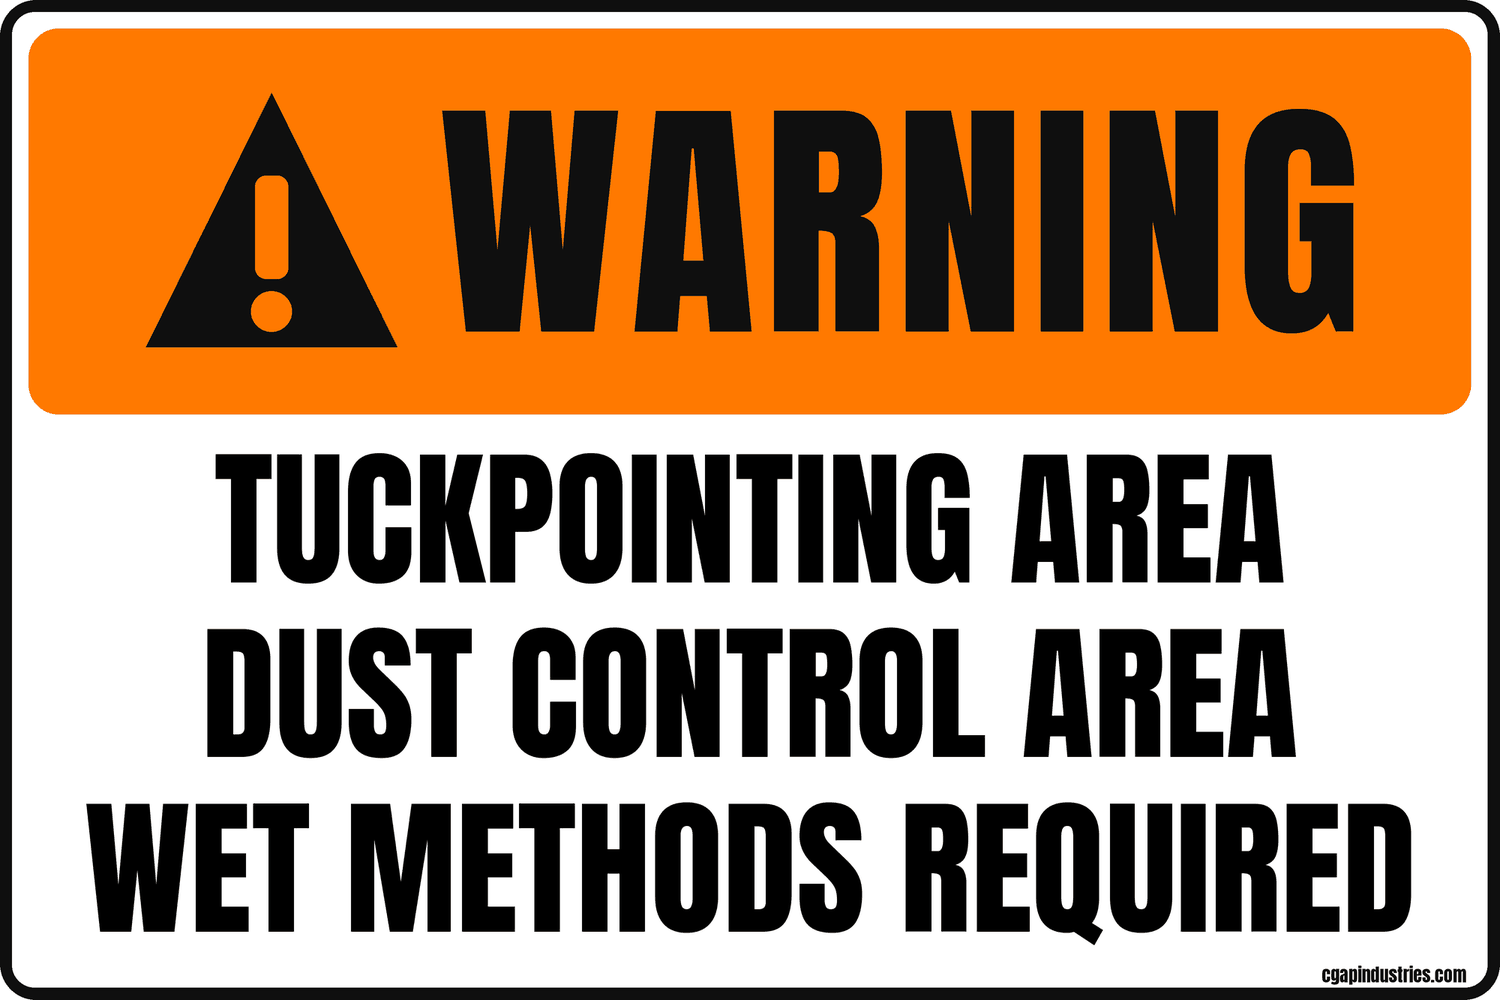 WARNING
TUCKPOINTING AREA
DUST CONTROL AREA
WET METHODS REQUIRED
cgapindustries.com